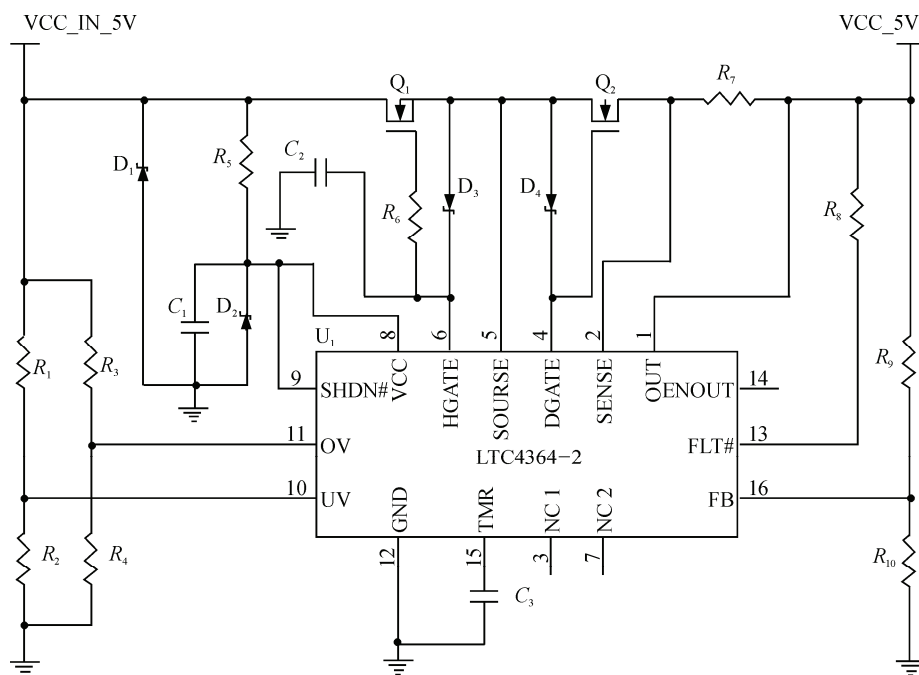 VCC_IN_5V
VCC_5V
Q₁
Q₂
R₇
D₁
R₅
C₂
R₆
D₃
D₄
R₈
C₁
D₂
U₁
8
6
5
4
2
1
R₁
R₃
R₉
9
SHDN#
VCC
HGATE
SOURSE
DGATE
SENSE
OUT
ENOUT
14
11
OV
LTC4364-2
FLT#
13
10
UV
GND
TMR
NC 1
NC 2
FB
16
R₂
R₄
12
15
3
7
R₁₀
C₃